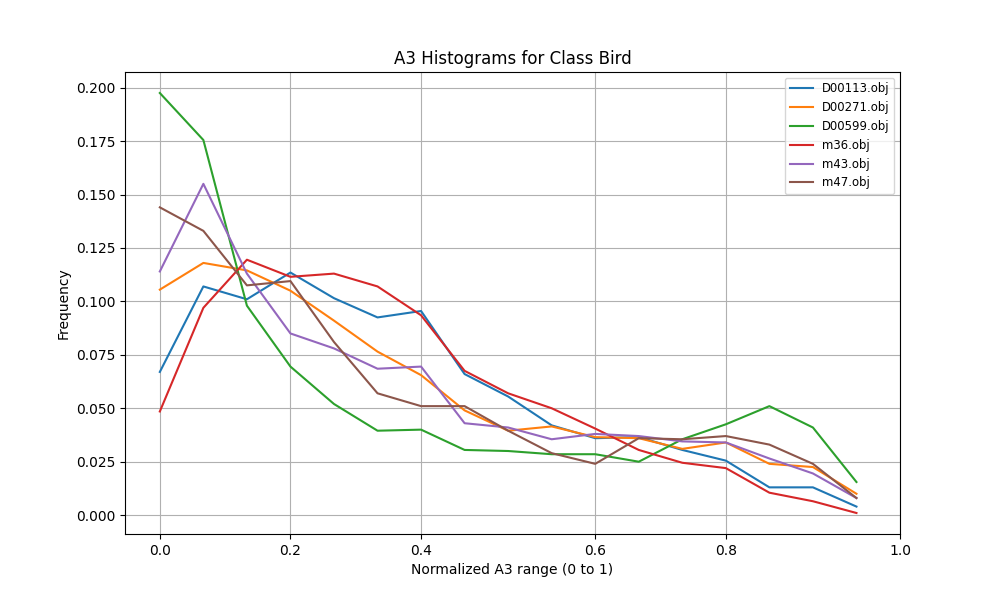 A3 Histograms for Class Bird
Frequency
0.200
0.175
0.150
0.125
0.100
0.075
0.050
0.025
0.000
D00113.obj
D00271.obj
D00599.obj
m36.obj
m43.obj
m47.obj
0.0 0.2 0.4 0.6 0.8 1.0
Normalized A3 range (0 to 1)